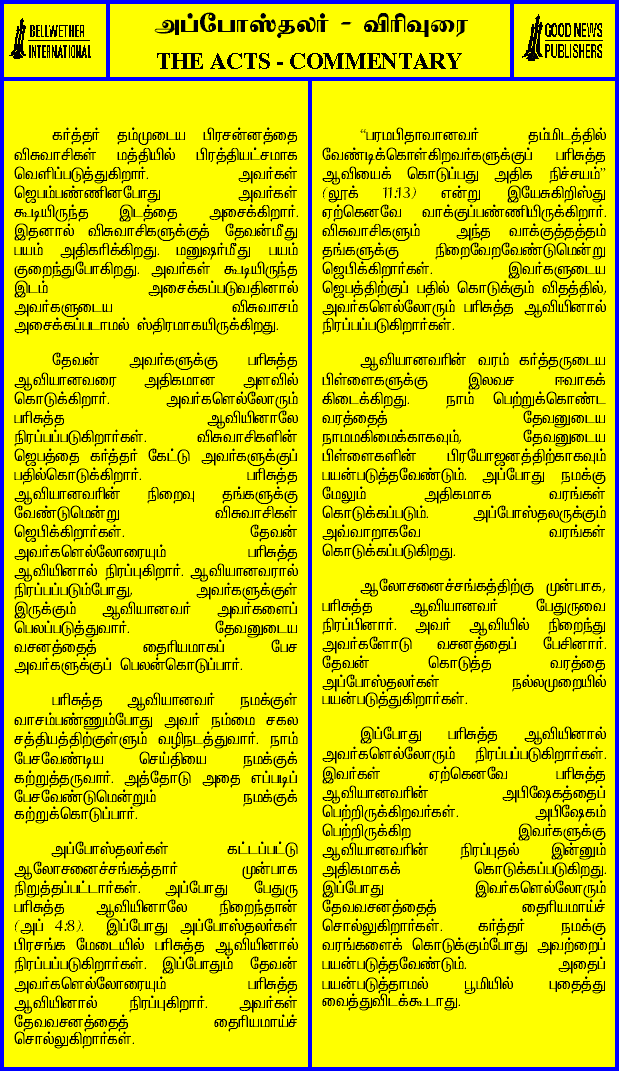 BELLWETHER
INTERNATIONAL
அப்போஸ்தலர் - விரிவுரை
THE ACTS - COMMENTARY
GOOD NEWS
PUBLISHERS
கர்த்தர் தம்முடைய பிரசன்னத்தை
விசுவாசிகள் மத்தியில் பிரத்தியட்சமாக
வெளிப்படுத்துகிறார். அவர்கள்
ஜெபம்பண்ணினபோது அவர்கள்
கூடியிருந்த இடத்தை அசைக்கிறார்.
இதனால் விசுவாசிகளுக்குத் தேவன்மீது
பயம் அதிகரிக்கிறது. மனுஷர்மீது பயம்
குறைந்துபோகிறது. அவர்கள் கூடியிருந்த
இடம் அசைக்கப்படுவதினால்
அவர்களுடைய விசுவாசம்
அசைக்கப்படாமல் ஸ்திரமாகயிருக்கிறது.
தேவன் அவர்களுக்கு பரிசுத்த
ஆவியானவரை அதிகமான அளவில்
கொடுக்கிறார். அவர்களெல்லோரும்
பரிசுத்த ஆவியினாலே
நிரப்பப்படுகிறார்கள். விசுவாசிகளின்
ஜெபத்தை கர்த்தர் கேட்டு அவர்களுக்குப்
பதில்கொடுக்கிறார். பரிசுத்த
ஆவியானவரின் நிறைவு தங்களுக்கு
வேண்டுமென்று விசுவாசிகள்
ஜெபிக்கிறார்கள். தேவன்
அவர்களெல்லோரையும் பரிசுத்த
ஆவியினால் நிரப்புகிறார். ஆவியானவரால்
நிரப்பப்படும்போது, அவர்களுக்குள்
இருக்கும் ஆவியானவர் அவர்களைப்
பெலப்படுத்துவார். தேவனுடைய
வசனத்தைத் தைரியமாகப் பேச
அவர்களுக்குப் பெலன்கொடுப்பார்.
பரிசுத்த ஆவியானவர் நமக்குள்
வாசம்பண்ணும்போது அவர் நம்மை சகல
சத்தியத்திற்குள்ளும் வழிநடத்துவார். நாம்
பேசவேண்டிய செய்தியை நமக்குக்
கற்றுத்தருவார். அத்தோடு அதை எப்படிப்
பேசவேண்டுமென்றும் நமக்குக்
கற்றுக்கொடுப்பார்.
அப்போஸ்தலர்கள் கட்டப்பட்டு
ஆலோசனைச்சங்கத்தார் முன்பாக
நிறுத்தப்பட்டார்கள். அப்போது பேதுரு
பரிசுத்த ஆவியினாலே நிறைந்தான்
(அப் 4:8). இப்போது அப்போஸ்தலர்கள்
பிரசங்க மேடையில் பரிசுத்த ஆவியினால்
நிரப்பப்படுகிறார்கள். இப்போதும் தேவன்
அவர்களெல்லோரையும் பரிசுத்த
ஆவியினால் நிரப்புகிறார். அவர்கள்
தேவவசனத்தைத் தைரியமாய்ச்
சொல்லுகிறார்கள்.
“பரமபிதாவானவர் தம்மிடத்தில்
வேண்டிக்கொள்கிறவர்களுக்குப் பரிசுத்த
ஆவியைக் கொடுப்பது அதிக நிச்சயம்”
(லூக் 11:13) என்று இயேசுகிறிஸ்து
ஏற்கெனவே வாக்குப்பண்ணியிருக்கிறார்.
விசுவாசிகளும் அந்த வாக்குத்தத்தம்
தங்களுக்கு நிறைவேறவேண்டுமென்று
ஜெபிக்கிறார்கள். இவர்களுடைய
ஜெபத்திற்குப் பதில் கொடுக்கும் விதத்தில்,
அவர்களெல்லோரும் பரிசுத்த ஆவியினால்
நிரப்பப்படுகிறார்கள்.
ஆவியானவரின் வரம் கர்த்தருடைய
பிள்ளைகளுக்கு இலவச ஈவாகக்
கிடைக்கிறது. நாம் பெற்றுக்கொண்ட
வரத்தைத் தேவனுடைய
நாமமகிமைக்காகவும், தேவனுடைய
பிள்ளைகளின் பிரயோஜனத்திற்காகவும்
பயன்படுத்தவேண்டும். அப்போது நமக்கு
மேலும் அதிகமாக வரங்கள்
கொடுக்கப்படும். அப்போஸ்தலருக்கும்
அவ்வாறாகவே வரங்கள்
கொடுக்கப்படுகிறது.
ஆலோசனைச்சங்கத்திற்கு முன்பாக,
பரிசுத்த ஆவியானவர் பேதுருவை
நிரப்பினார். அவர் ஆவியில் நிறைந்து
அவர்களோடு வசனத்தைப் பேசினார்.
தேவன் கொடுத்த வரத்தை
அப்போஸ்தலர்கள் நல்லமுறையில்
பயன்படுத்துகிறார்கள்.
இப்போது பரிசுத்த ஆவியினால்
அவர்களெல்லோரும் நிரப்பப்படுகிறார்கள்.
இவர்கள் ஏற்கெனவே பரிசுத்த
ஆவியானவரின் அபிஷேகத்தைப்
பெற்றிருக்கிறவர்கள். அபிஷேகம்
பெற்றிருக்கிற இவர்களுக்கு
ஆவியானவரின் நிரப்புதல் இன்னும்
அதிகமாகக் கொடுக்கப்படுகிறது.
இப்போது இவர்களெல்லோரும்
தேவவசனத்தைத் தைரியமாய்ச்
சொல்லுகிறார்கள். கர்த்தர் நமக்கு
வரங்களைக் கொடுக்கும்போது அவற்றைப்
பயன்படுத்தவேண்டும். அதைப்
பயன்படுத்தாமல் பூமியில் புதைத்து
வைத்துவிடக்கூடாது.